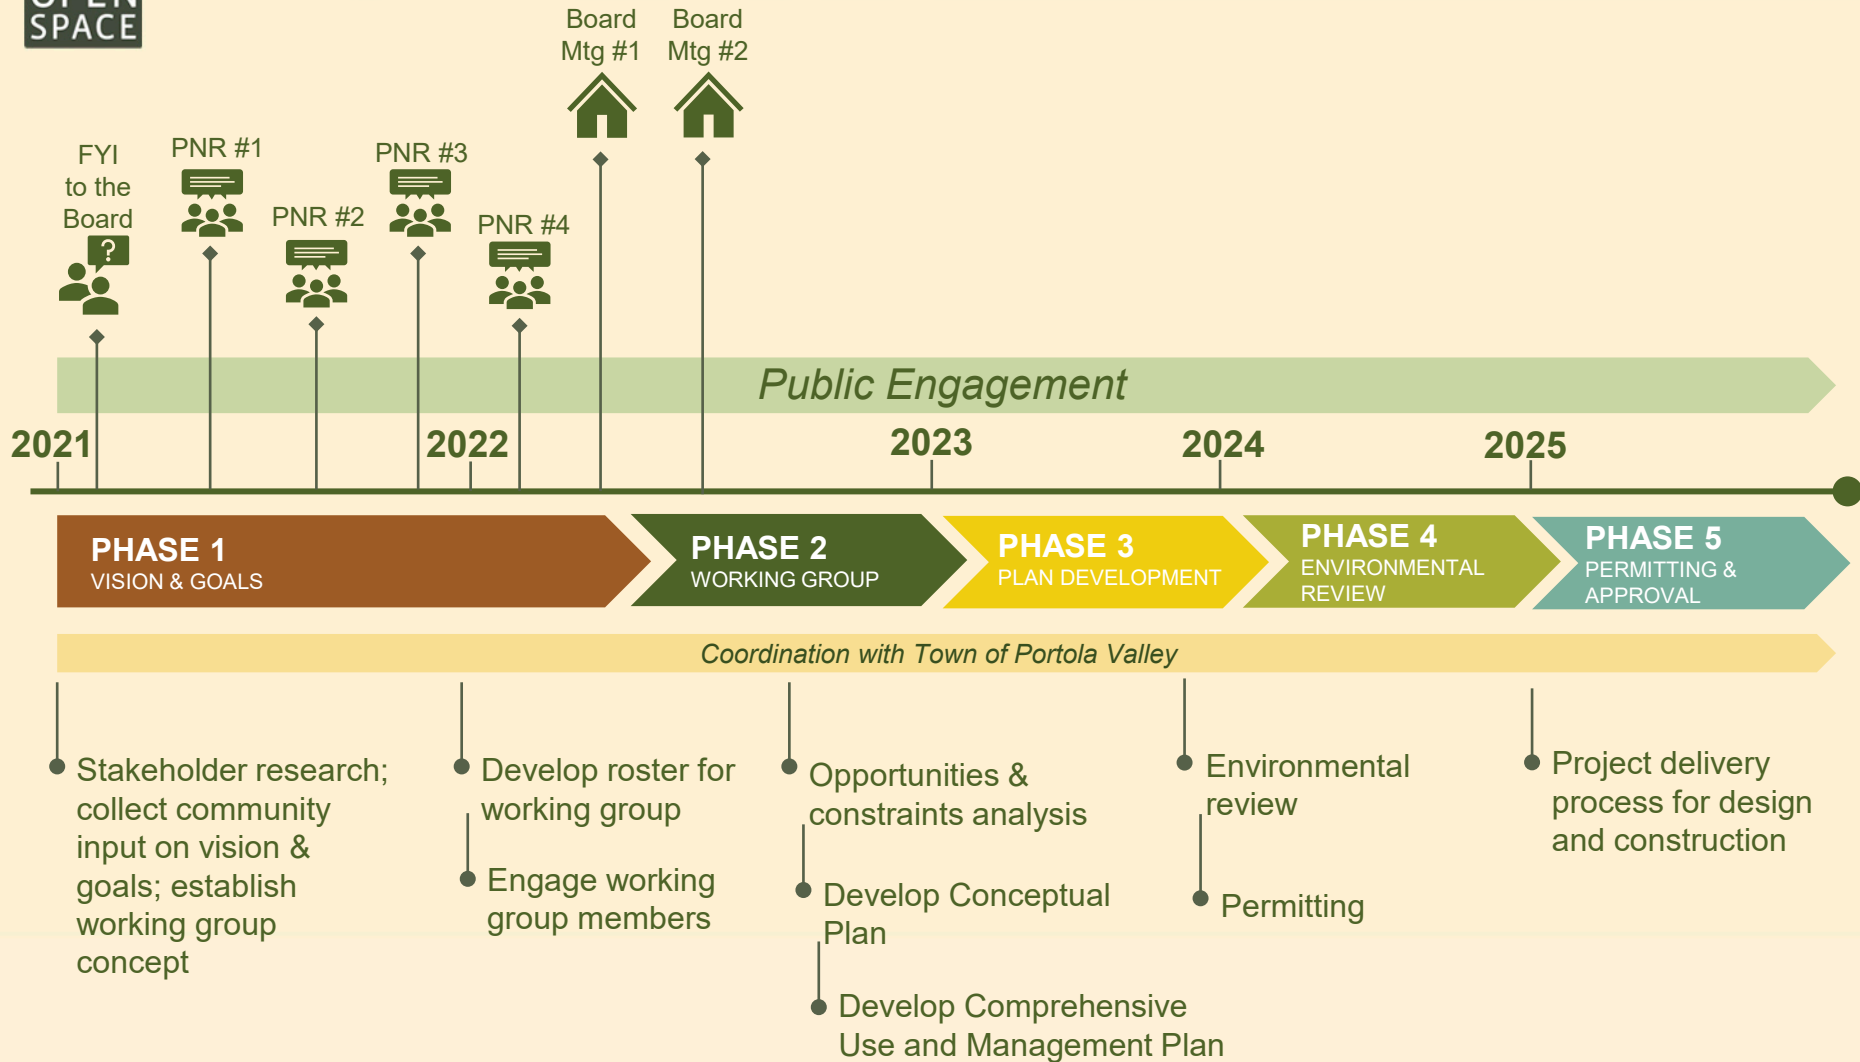 SPACE
Board
Mtg #1
Board
Mtg #2
FYI
to the
Board
?
PNR #1
PNR #2
PNR #3
PNR #4
Public Engagement
2021
2022
2023
2024
2025
PHASE 1
VISION & GOALS
PHASE 2
WORKING GROUP
PHASE 3
PLAN DEVELOPMENT
PHASE 4
ENVIRONMENTAL
REVIEW
PHASE 5
PERMITTING &
APPROVAL
Coordination with Town of Portola Valley
Stakeholder research;
collect community
input on vision &
goals; establish
working group
concept
Develop roster for
working group
Engage working
group members
Opportunities &
constraints analysis
Develop Conceptual
Plan
Develop Comprehensive
Use and Management Plan
Environmental
review
Permitting
Project delivery
process for design
and construction